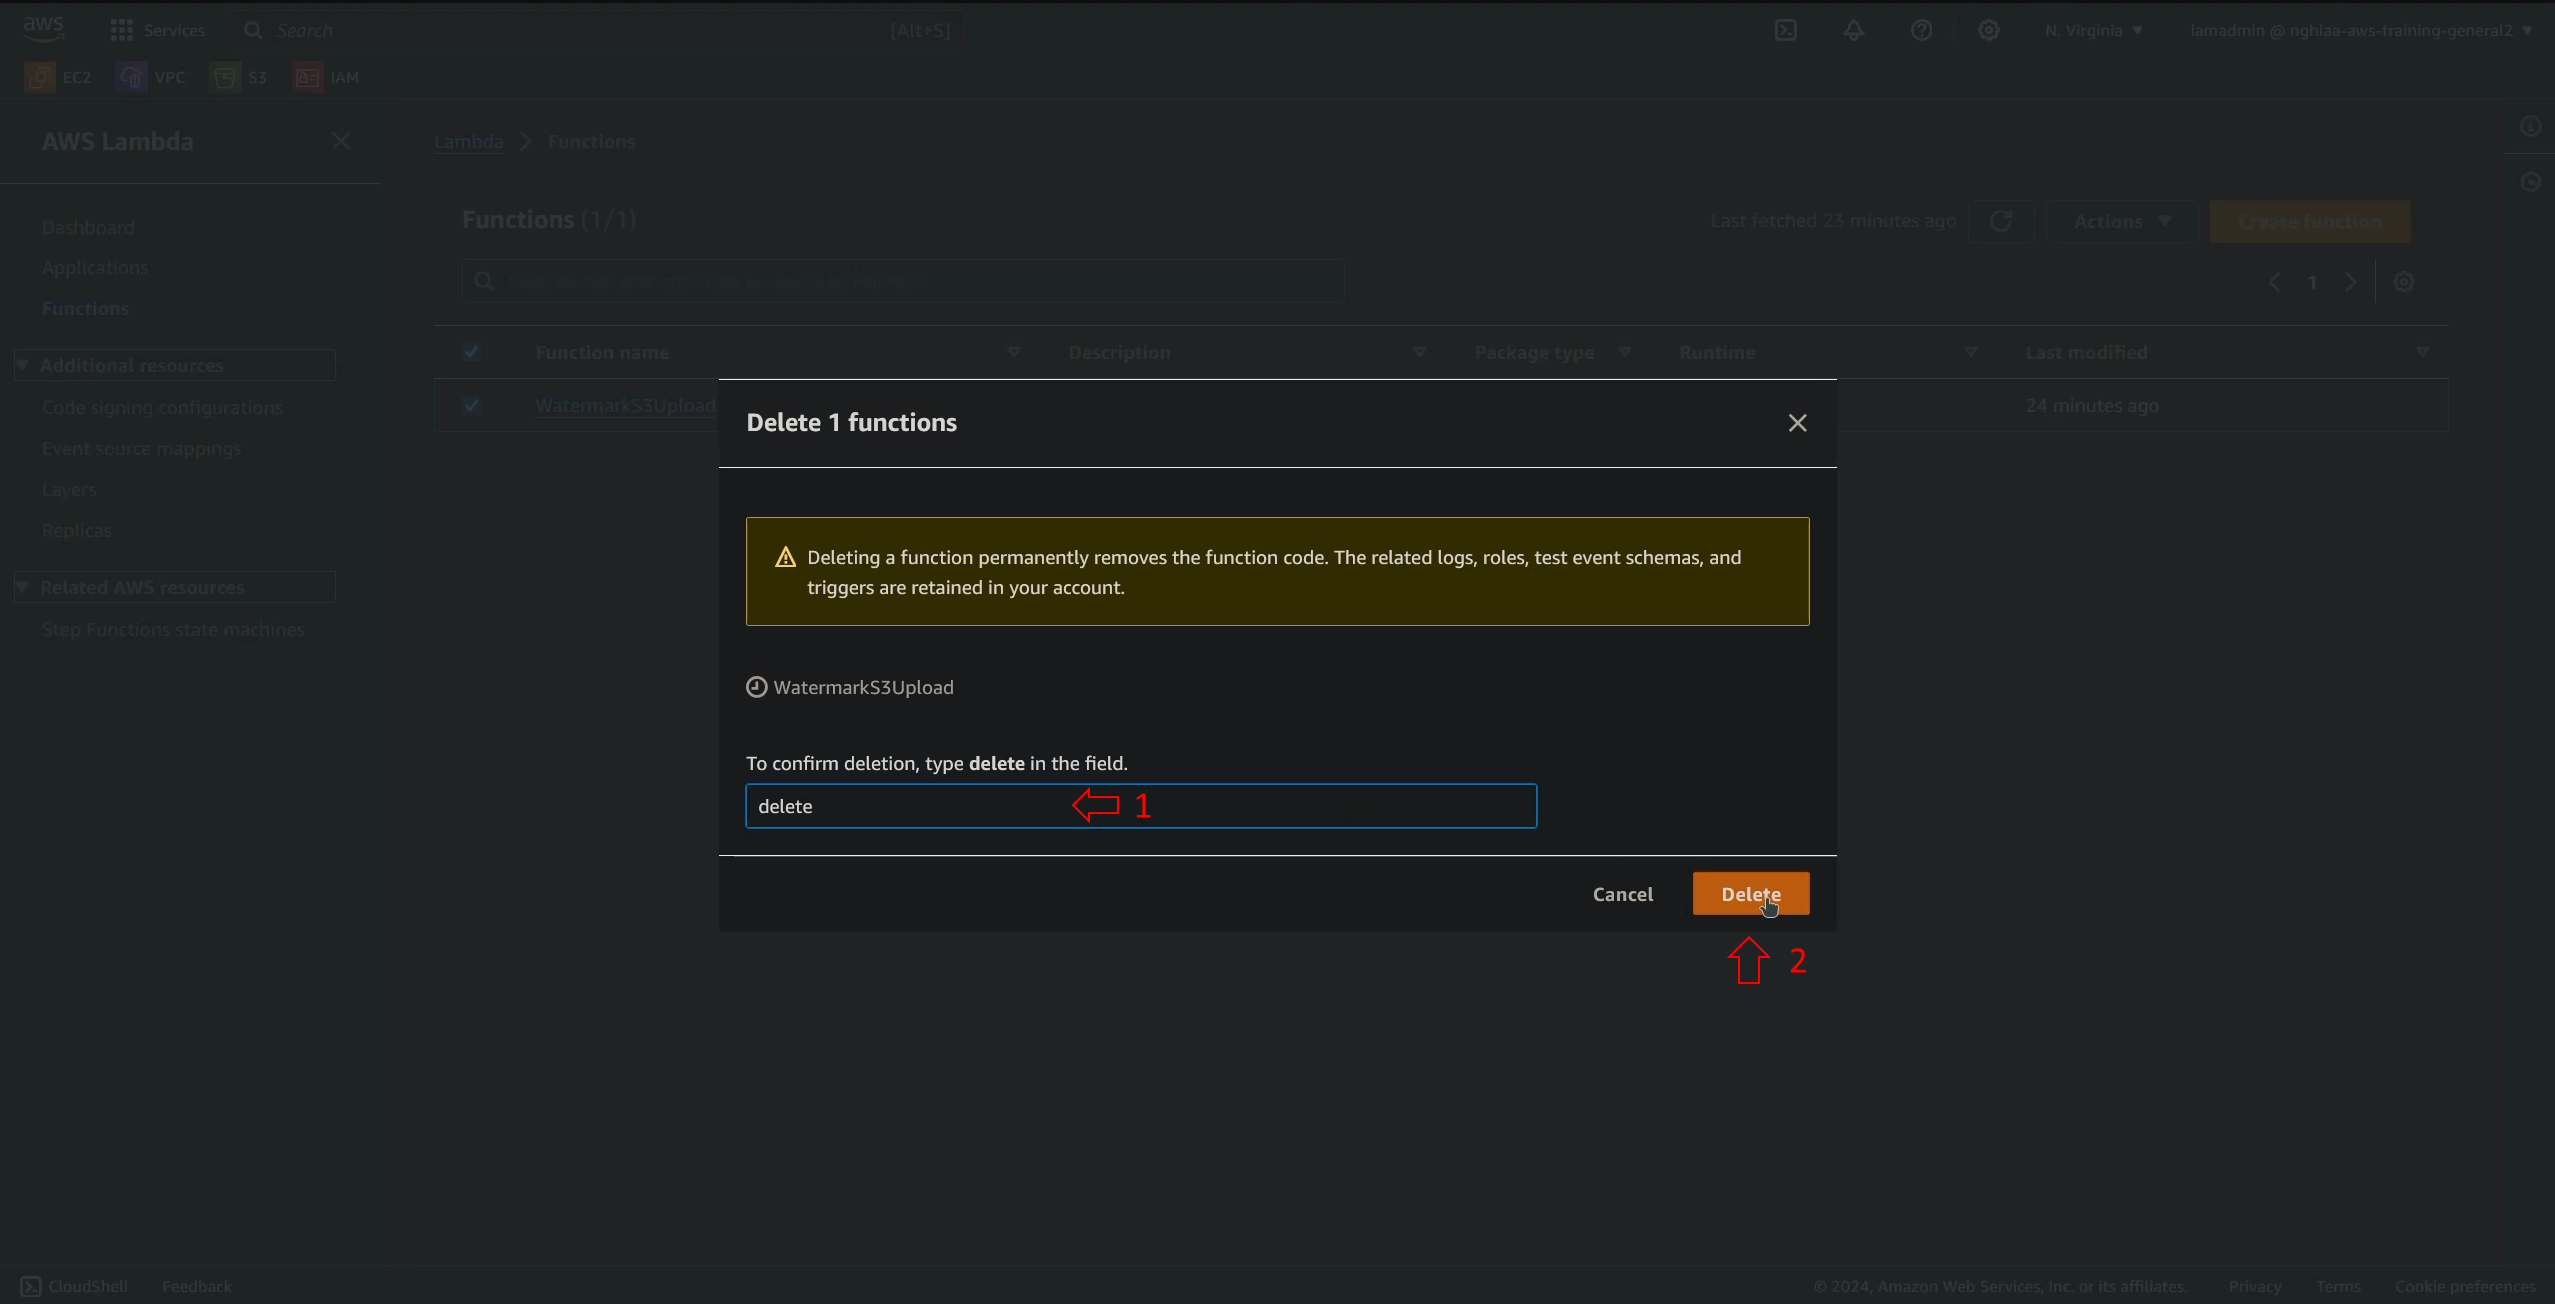 aws
Services
Search
[Alt+S]
N. Virginia
iamadmin @ nghiaa-aws-training-general2
EC2
VPC
S3
IAM
AWS Lambda
Dashboard
Applications
Functions
Additional resources
Code signing configurations
Event source mappings
Layers
Replicas
Related AWS resources
Step Functions state machines
Lambda
Functions
Functions (1/1)
Last fetched 23 minutes ago
Actions
Create function
1
Function name
Description
Package type
Runtime
Last modified
WatermarkS3Upload
24 minutes ago
Delete 1 functions
Deleting a function permanently removes the function code. The related logs, roles, test event schemas, and
triggers are retained in your account.
WatermarkS3Upload
To confirm deletion, type delete in the field.
delete
1
Cancel
Delete
2
CloudShell
Feedback
© 2024, Amazon Web Services, Inc. or its affiliates.
Privacy
Terms
Cookie preferences